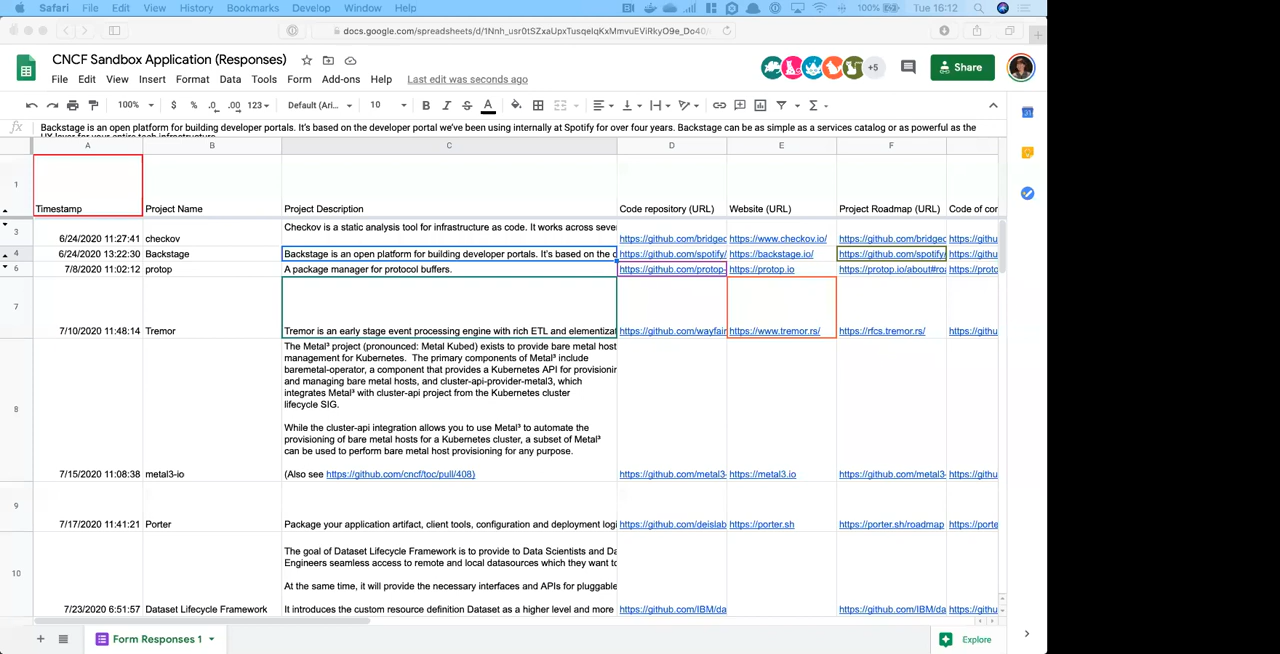 Safari File Edit View History Bookmarks Develop Window Help 100% Tue 16:12
CNCF Sandbox Application (Responses)
File Edit View Insert Format Data Tools Form Add-ons Help Last edit was seconds ago
+5 Share
100% $ % .0 .00 123 Default (Ari... 10 B I S A
fx Backstage is an open platform for building developer portals. It's based on the developer portal we've been using internally at Spotify for over four years. Backstage can be as simple as a services catalog or as powerful as the
UX layer for your entire tech infrastructure.
A B C D E F
1 Timestamp Project Name Project Description Code repository (URL) Website (URL) Project Roadmap (URL) Code of con
Checkov is a static analysis tool for infrastructure as code. It works across seve
3 6/24/2020 11:27:41 checkov https://github.com/bridgec https://www.checkov.io/ https://github.com/bridgec https://githu
4 6/24/2020 13:22:30 Backstage Backstage is an open platform for building developer portals. It's based on the d https://github.com/spotify/ https://backstage.io/ https://github.com/spotify/ https://githu
6 7/8/2020 11:02:12 protop A package manager for protocol buffers. https://github.com/protop- https://protop.io https://protop.io/about#roa https://proto
7 7/10/2020 11:48:14 Tremor Tremor is an early stage event processing engine with rich ETL and elementizat https://github.com/wayfair https://www.tremor.rs/ https://rfcs.tremor.rs/ https://githu
The Metal³ project (pronounced: Metal Kubed) exists to provide bare metal host
management for Kubernetes. The primary components of Metal³ include
baremetal-operator, a component that provides a Kubernetes API for provisionin
and managing bare metal hosts, and cluster-api-provider-metal3, which
integrates Metal³ with cluster-api project from the Kubernetes cluster
8 lifecycle SIG.
While the cluster-api integration allows you to use Metal³ to automate the
provisioning of bare metal hosts for a Kubernetes cluster, a subset of Metal³
can be used to perform bare metal host provisioning for any purpose.
7/15/2020 11:08:38 metal3-io (Also see https://github.com/cncf/toc/pull/408) https://github.com/metal3- https://metal3.io https://github.com/metal3- https://githu
9 7/17/2020 11:41:21 Porter Package your application artifact, client tools, configuration and deployment logi https://github.com/deislab https://porter.sh https://porter.sh/roadmap https://porte
The goal of Dataset Lifecycle Framework is to provide to Data Scientists and Da
Engineers seamless access to remote and local datasources which they want to
10
At the same time, it will provide the necessary interfaces and APIs for pluggable
7/23/2020 6:51:57 Dataset Lifecycle Framework It introduces the custom resource definition Dataset as a higher level and more https://github.com/IBM/da https://github.com/IBM/da https://githu
Form Responses 1 Explore